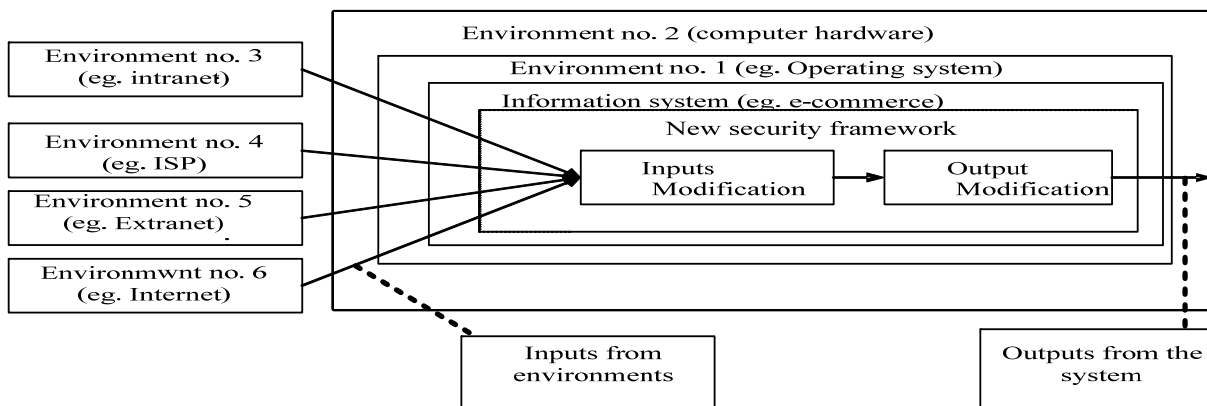 Environment no. 3
(eg. intranet)
Environment no. 4
(eg. ISP)
Environment no. 5
(eg. Extranet)
Environmwnt no. 6
(eg. Internet)
Environment no. 2 (computer hardware)
Environment no. 1 (eg. Operating system)
Information system (eg. e-commerce)
New security framework
Inputs
Modification
Output
Modification
Inputs from
environments
Outputs from the
system